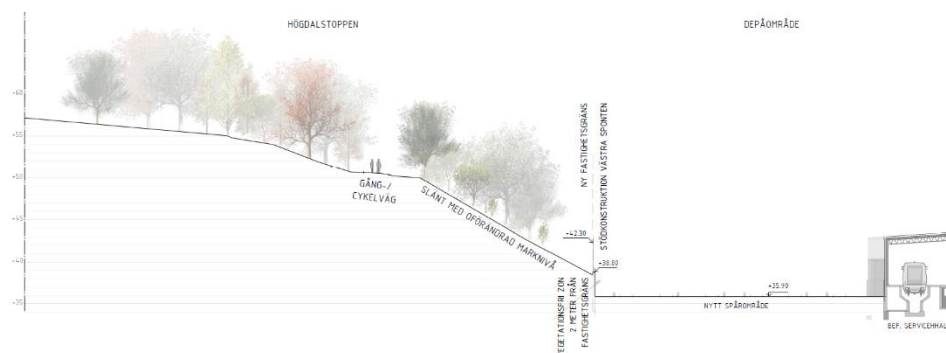 HÖGDALSTOPPEN
DEPÅOMRÅDE
+60
+55
+50
+45
+40
+35
GÅNG-/
CYKELVÄG
SLÄNT MED OFÖRÄNDRAD MARKNIVÅ
NY FASTIGHETSGRÄNS
STÖDKONSTRUKTION VÄSTRA SPONTEN
+42.30
+38.80
VEGETATIONSFRI ZON
2 METER FRÅN
FASTIGHETSGRÄNS
+35.90
NYTT SPÅROMRÅDE
BEF. SERVICEHHAL